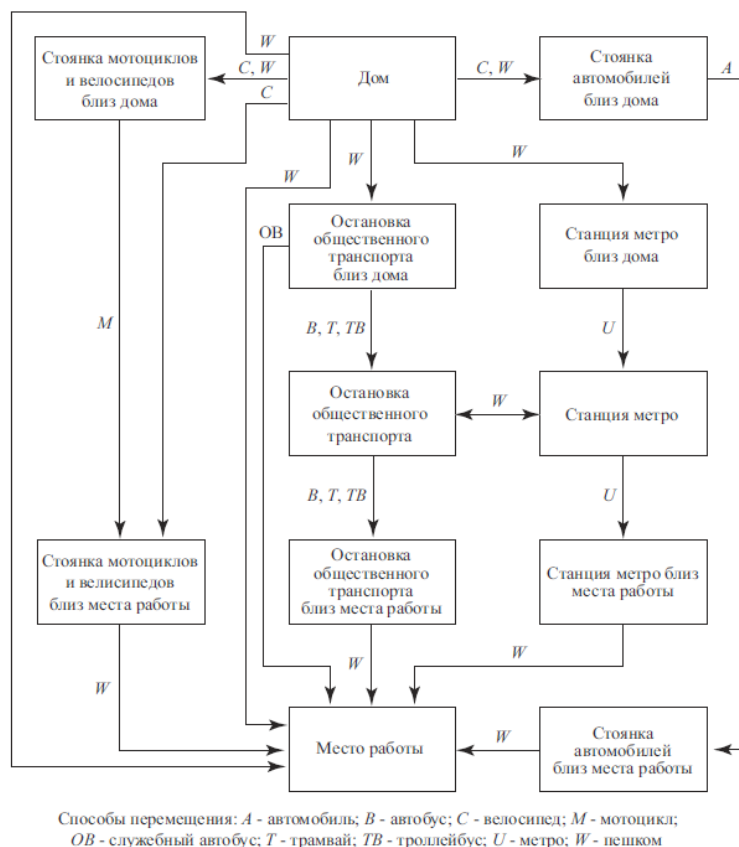 W
Стоянка мотоциклов
и велосипедов
близ дома
C, W
C
Дом
C, W
Стоянка
автомобилей
близ дома
A
W
W
W
ОВ
Остановка
общественного
транспорта
близ дома
Станция метро
близ дома
M
B, T, TB
U
Остановка
общественного
транспорта
W
Станция метро
B, T, TB
U
Стоянка мотоциклов
и велисипедов
близ места работы
Остановка
общественного
транспорта
близ места работы
Станция метро близ
места работы
W
W
W
Место работы
W
Стоянка
автомобилей
близ места работы
Способы перемещения: A - автомобиль; B - автобус; C - велосипед; M - мотоцикл;
OB - служебный автобус; T - трамвай; TB - троллейбус; U - метро; W - пешком